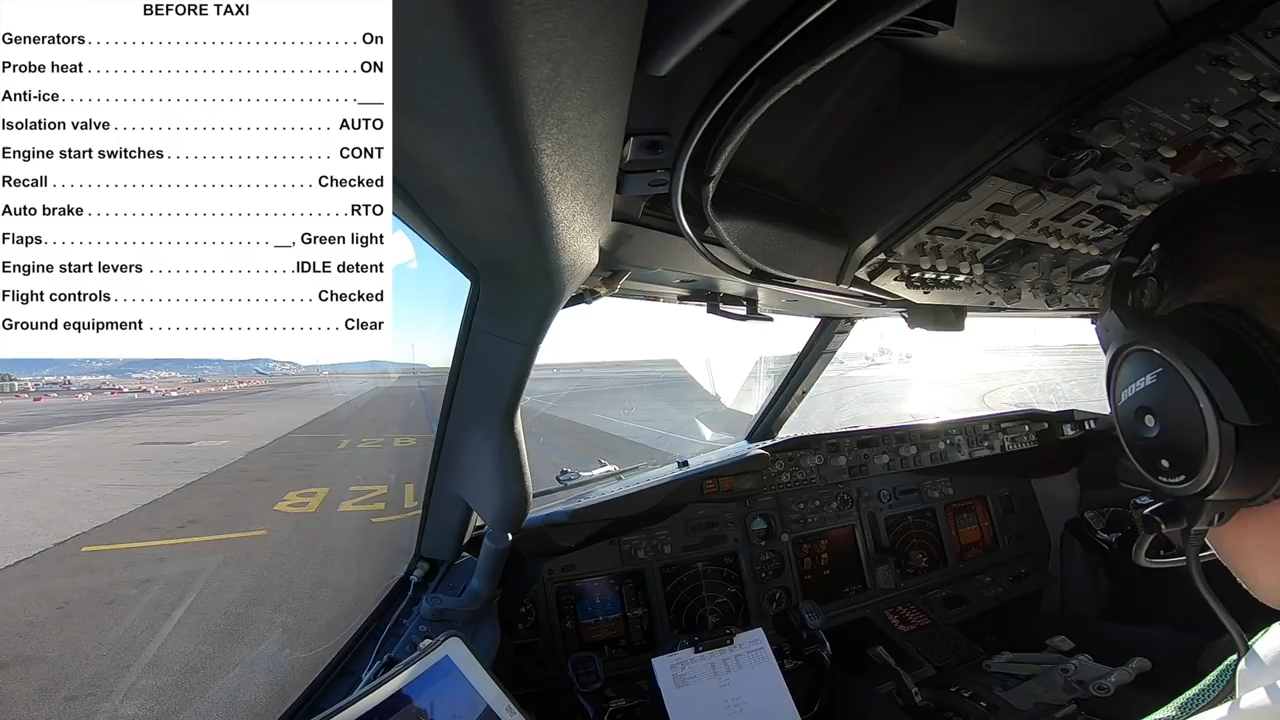 BEFORE TAXI
Generators. . . . . . . . . . . . . . . . . . . . . . . . . . . . . . . On
Probe heat . . . . . . . . . . . . . . . . . . . . . . . . . . . . . . . ON
Anti-ice. . . . . . . . . . . . . . . . . . . . . . . . . . . . . . . . . .___
Isolation valve . . . . . . . . . . . . . . . . . . . . . . . . . AUTO
Engine start switches . . . . . . . . . . . . . . . . . . . CONT
Recall . . . . . . . . . . . . . . . . . . . . . . . . . . . . . . Checked
Auto brake . . . . . . . . . . . . . . . . . . . . . . . . . . . . . .RTO
Flaps. . . . . . . . . . . . . . . . . . . . . . . . . . __, Green light
Engine start levers . . . . . . . . . . . . . . . . .IDLE detent
Flight controls . . . . . . . . . . . . . . . . . . . . . . . Checked
Ground equipment . . . . . . . . . . . . . . . . . . . . . Clear
12B
12B
BOSE